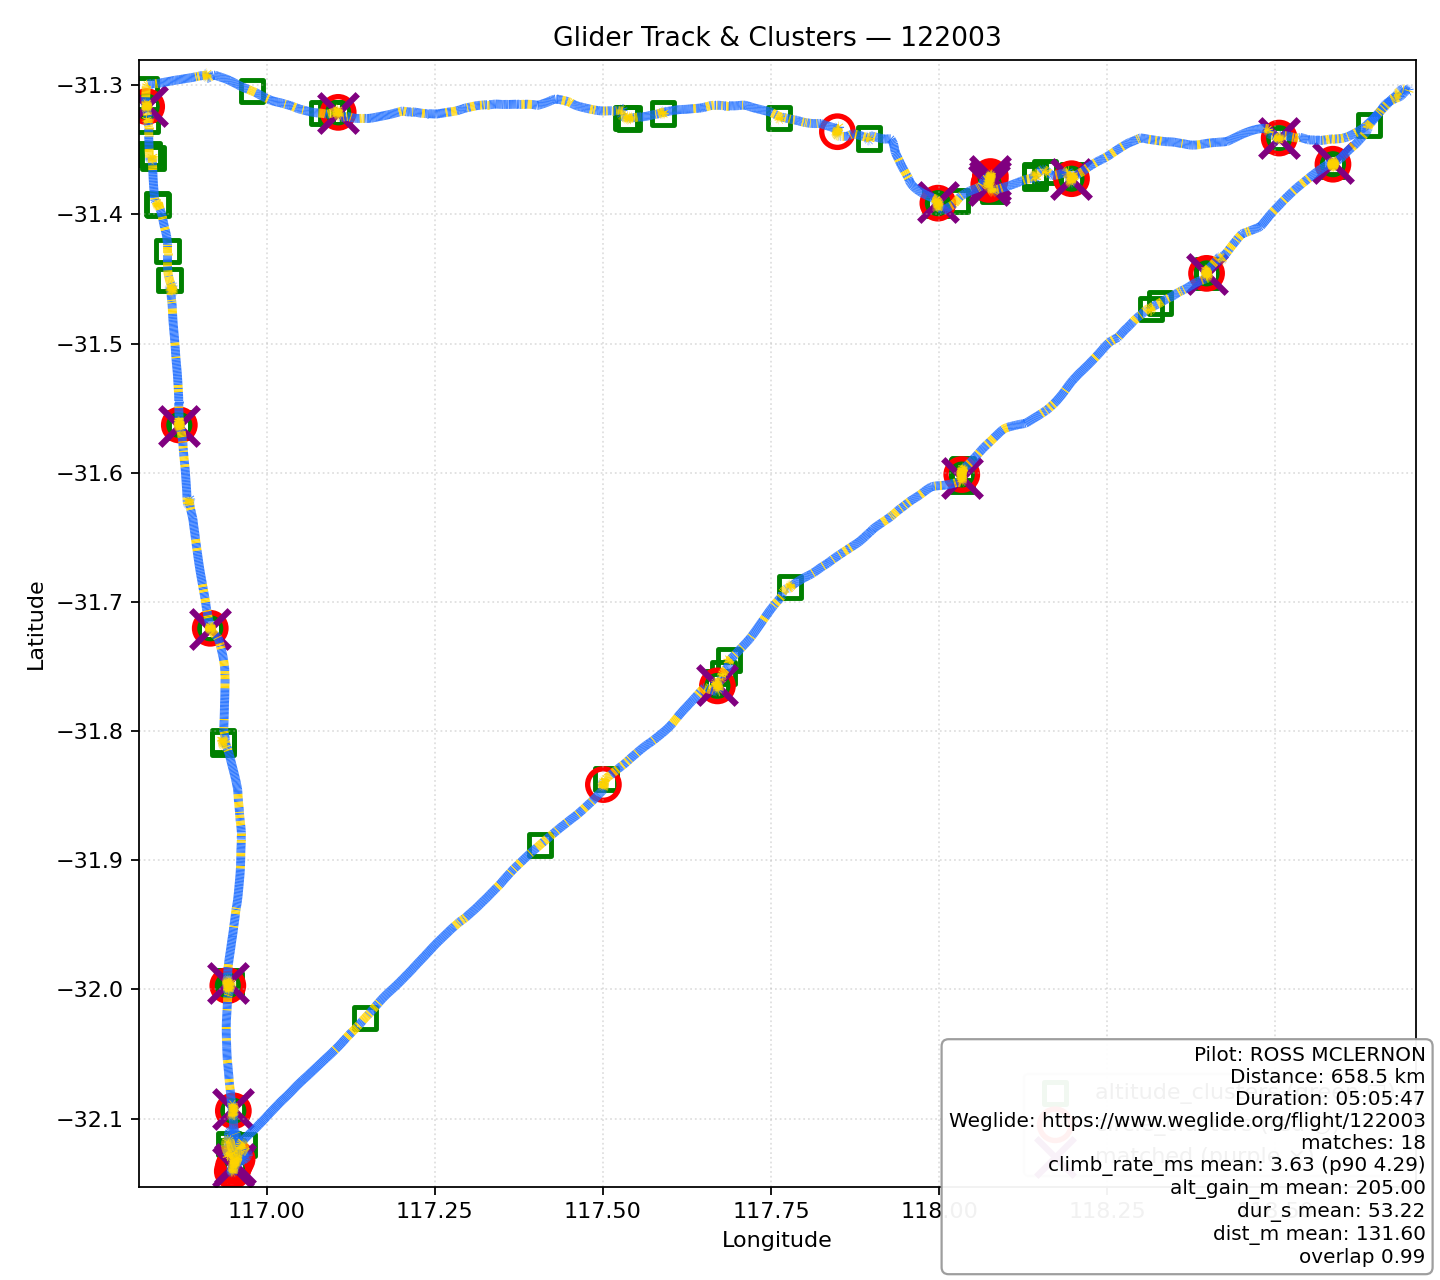 Glider Track & Clusters — 122003
−31.3
−31.4
−31.5
−31.6
−31.7
−31.8
−31.9
−32.0
−32.1
Latitude
117.00
117.25
117.50
117.75
118.00
118.25
Longitude
altitude_clusters
matched (purple
Pilot: ROSS MCLERNON
Distance: 658.5 km
Duration: 05:05:47
Weglide: https://www.weglide.org/flight/122003
matches: 18
climb_rate_ms mean: 3.63 (p90 4.29)
alt_gain_m mean: 205.00
dur_s mean: 53.22
dist_m mean: 131.60
overlap 0.99